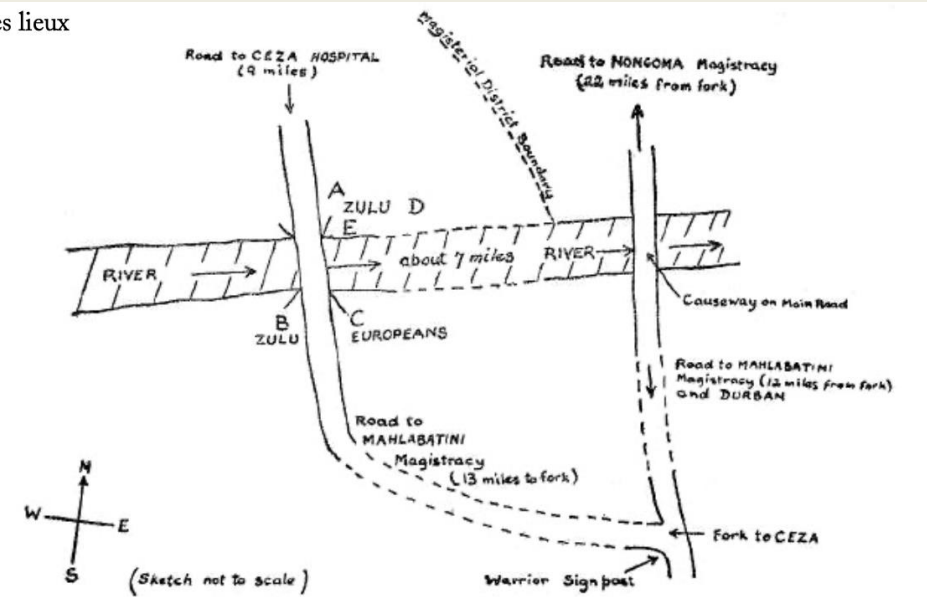 es lieux
Road to CEZA HOSPITAL
(9 miles)
Magisterial District Boundary
Road to NONGOMA Magistracy
(22 miles from fork)
A
ZULU D
E
RIVER
about 7 miles
RIVER
B
ZULU
C
EUROPEANS
Causeway on Main Road
Road to MAHLABATINI
Magistracy (12 miles from fork)
and DURBAN
Road to
MAHLABATINI
Magistracy
(13 miles to fork)
N
W
E
S
Fork to CEZA
(Sketch not to scale)
Warrior Signpost